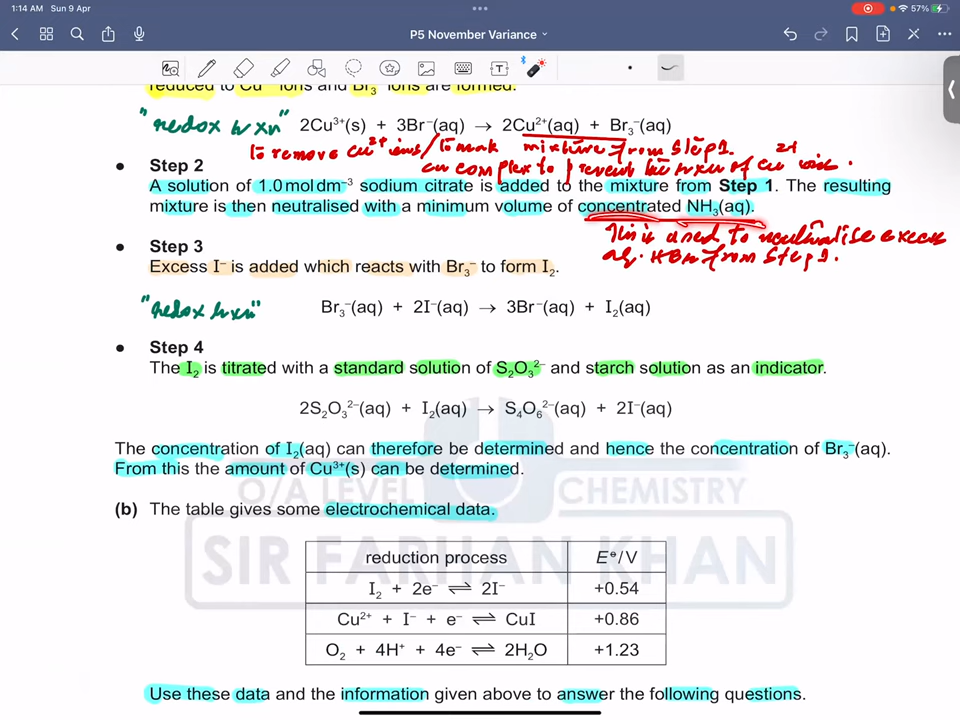 1:14 AM Sun 9 Apr
57%
P5 November Variance
reduced to Cu²⁺ ions and Br₃⁻ ions are formed.
"redox rxn" 2Cu³⁺(s) + 3Br⁻(aq) → 2Cu²⁺(aq) + Br₃⁻(aq)
To remove Cu²⁺ ions/To make mixture from Step 1.
Cu complex to prevent the rxn of Cu²⁺ with
• Step 2
A solution of 1.0 mol dm⁻³ sodium citrate is added to the mixture from Step 1. The resulting
mixture is then neutralised with a minimum volume of concentrated NH₃(aq).
This is used to neutralise excess
aq. HBr from Step 1.
• Step 3
Excess I⁻ is added which reacts with Br₃⁻ to form I₂.
"redox rxn" Br₃⁻(aq) + 2I⁻(aq) → 3Br⁻(aq) + I₂(aq)
• Step 4
The I₂ is titrated with a standard solution of S₂O₃²⁻ and starch solution as an indicator.
2S₂O₃²⁻(aq) + I₂(aq) → S₄O₆²⁻(aq) + 2I⁻(aq)
The concentration of I₂(aq) can therefore be determined and hence the concentration of Br₃⁻(aq).
From this the amount of Cu³⁺(s) can be determined.
O/A LEVEL CHEMISTRY
(b) The table gives some electrochemical data.
SIR FARHAN KHAN
reduction process E⦵/V
I₂ + 2e⁻ ⇌ 2I⁻ +0.54
Cu²⁺ + I⁻ + e⁻ ⇌ CuI +0.86
O₂ + 4H⁺ + 4e⁻ ⇌ 2H₂O +1.23
Use these data and the information given above to answer the following questions.